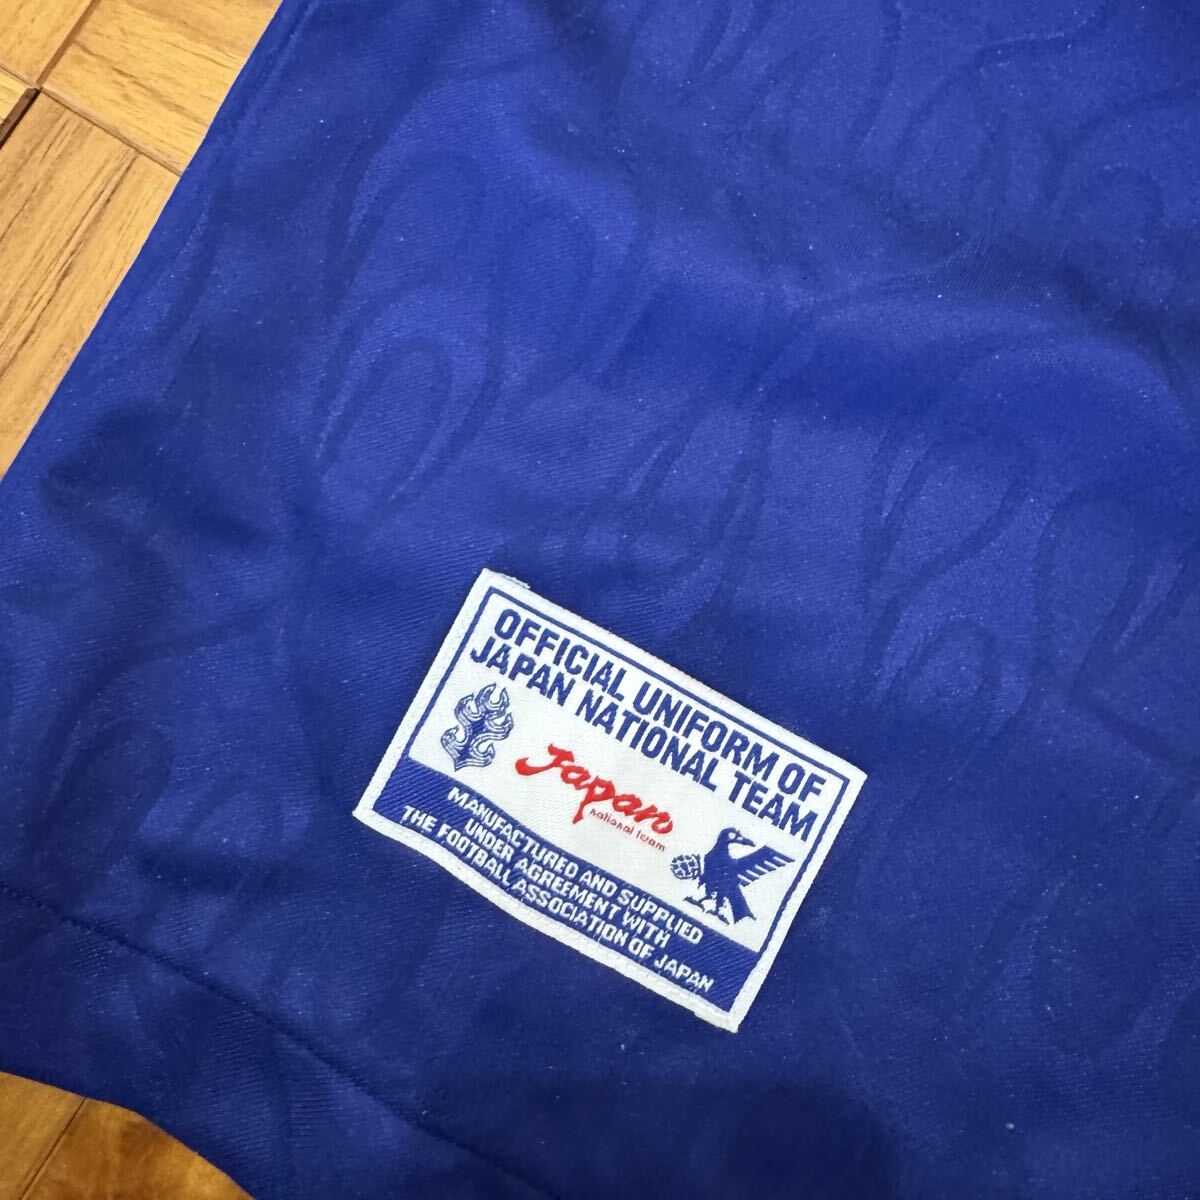 OFFICIAL UNIFORM OF
JAPAN NATIONAL TEAM
Japan
national team
MANUFACTURED AND SUPPLIED
UNDER AGREEMENT WITH
THE FOOTBALL ASSOCIATION OF JAPAN